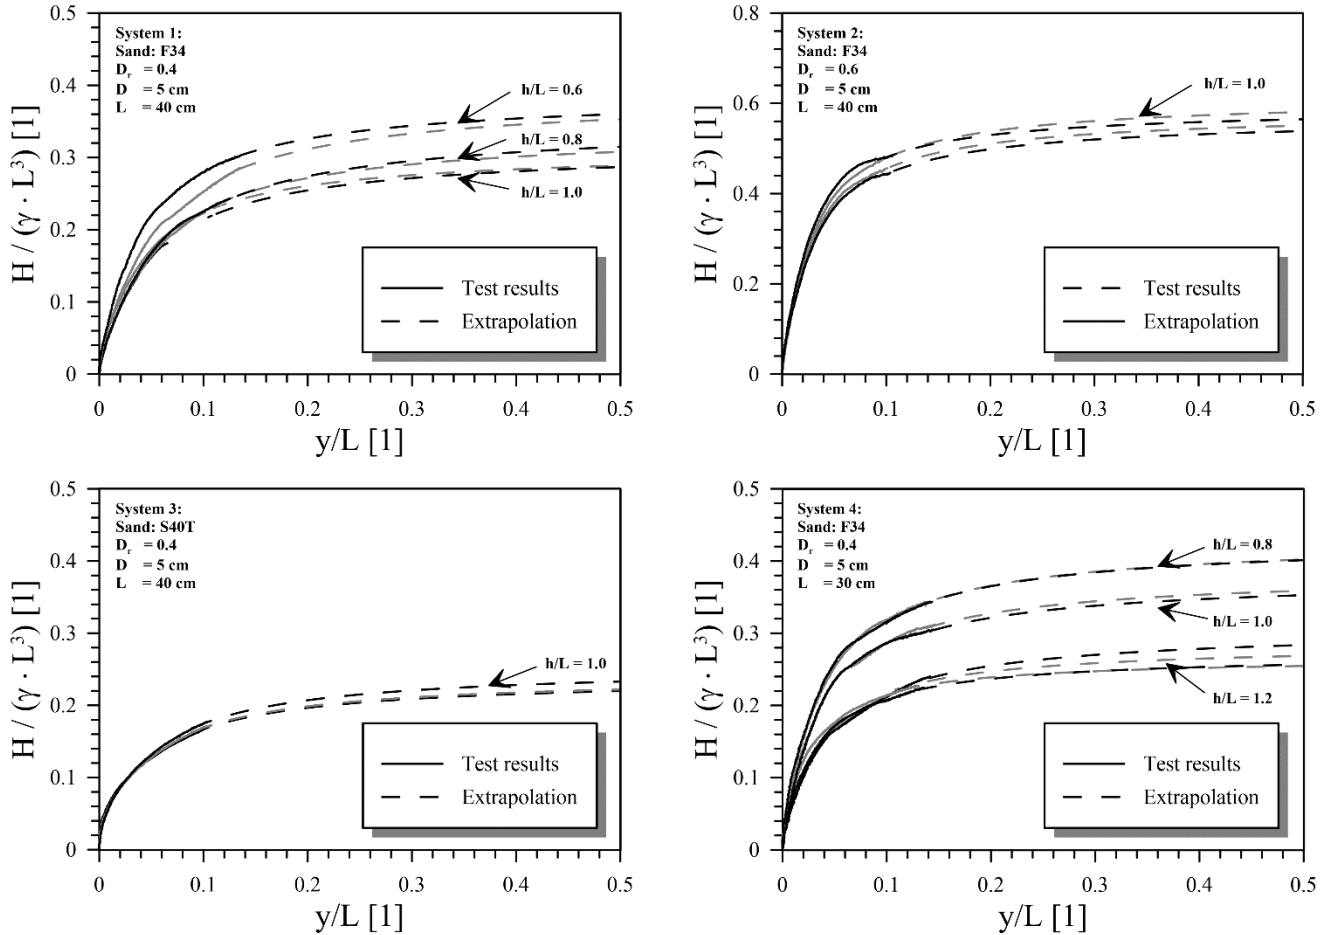 System 1:
Sand: F34
Dr = 0.4
D = 5 cm
L = 40 cm
h/L = 0.6
h/L = 0.8
h/L = 1.0
Test results
Extrapolation
0.5
0.4
0.3
0.2
0.1
0
H / (γ · L³) [1]
0 0.1 0.2 0.3 0.4 0.5
y/L [1]
System 2:
Sand: F34
Dr = 0.6
D = 5 cm
L = 40 cm
h/L = 1.0
Test results
Extrapolation
0.8
0.6
0.4
0.2
0
H / (γ · L³) [1]
0 0.1 0.2 0.3 0.4 0.5
y/L [1]
System 3:
Sand: S40T
Dr = 0.4
D = 5 cm
L = 40 cm
h/L = 1.0
Test results
Extrapolation
0.5
0.4
0.3
0.2
0.1
0
H / (γ · L³) [1]
0 0.1 0.2 0.3 0.4 0.5
y/L [1]
System 4:
Sand: F34
Dr = 0.4
D = 5 cm
L = 30 cm
h/L = 0.8
h/L = 1.0
h/L = 1.2
Test results
Extrapolation
0.5
0.4
0.3
0.2
0.1
0
H / (γ · L³) [1]
0 0.1 0.2 0.3 0.4 0.5
y/L [1]